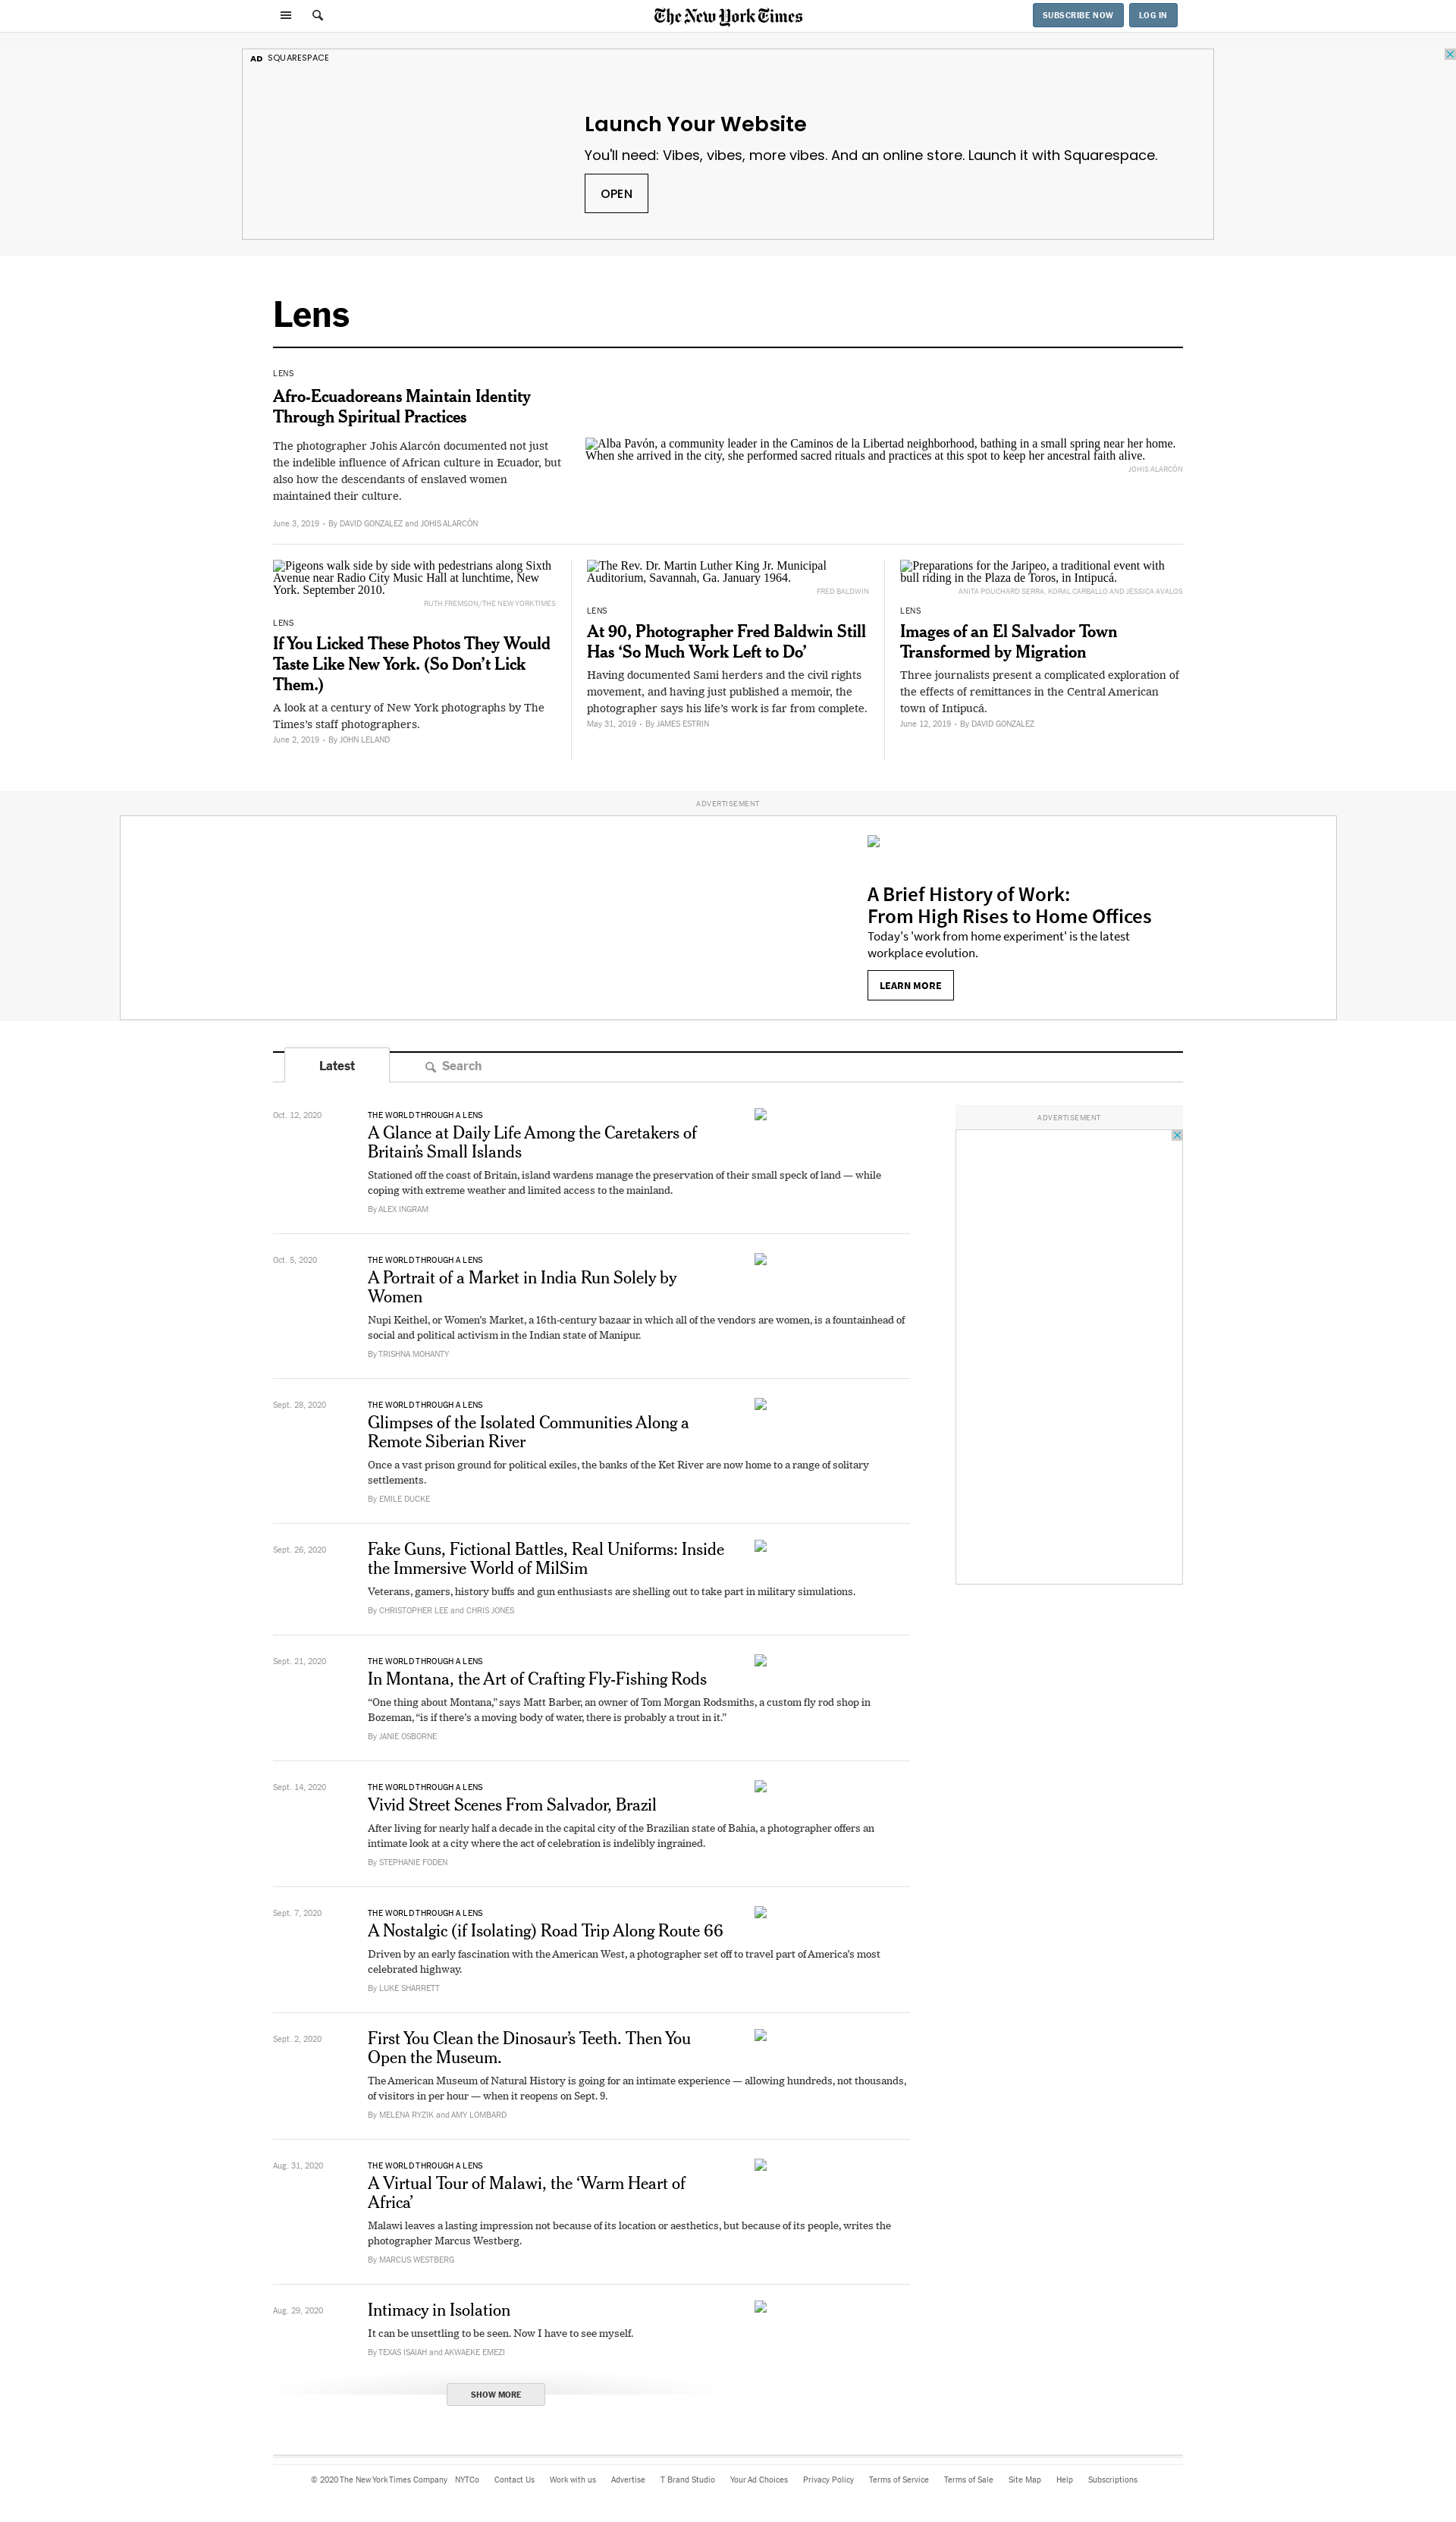 The New York Times
SUBSCRIBE NOW
LOG IN
AD SQUARESPACE
Launch Your Website
You'll need: Vibes, vibes, more vibes. And an online store. Launch it with Squarespace.
OPEN
Lens
LENS
Afro-Ecuadoreans Maintain Identity
Through Spiritual Practices
The photographer Johis Alarcón documented not just
the indelible influence of African culture in Ecuador, but
also how the descendants of enslaved women
maintained their culture.
June 3, 2019 • By DAVID GONZALEZ and JOHIS ALARCÓN
Alba Pavón, a community leader in the Caminos de la Libertad neighborhood, bathing in a small spring near her home.
When she arrived in the city, she performed sacred rituals and practices at this spot to keep her ancestral faith alive.
JOHIS ALARCÓN
Pigeons walk side by side with pedestrians along Sixth
Avenue near Radio City Music Hall at lunchtime, New
York. September 2010.
RUTH FREMSON/THE NEW YORK TIMES
LENS
If You Licked These Photos They Would
Taste Like New York. (So Don’t Lick
Them.)
A look at a century of New York photographs by The
Times’s staff photographers.
June 2, 2019 • By JOHN LELAND
The Rev. Dr. Martin Luther King Jr. Municipal
Auditorium, Savannah, Ga. January 1964.
FRED BALDWIN
LENS
At 90, Photographer Fred Baldwin Still
Has ‘So Much Work Left to Do’
Having documented Sami herders and the civil rights
movement, and having just published a memoir, the
photographer says his life’s work is far from complete.
May 31, 2019 • By JAMES ESTRIN
Preparations for the Jaripeo, a traditional event with
bull riding in the Plaza de Toros, in Intipucá.
ANITA POUCHARD SERRA, KORAL CARBALLO AND JESSICA AVALOS
LENS
Images of an El Salvador Town
Transformed by Migration
Three journalists present a complicated exploration of
the effects of remittances in the Central American
town of Intipucá.
June 12, 2019 • By DAVID GONZALEZ
ADVERTISEMENT
A Brief History of Work:
From High Rises to Home Offices
Today's 'work from home experiment' is the latest
workplace evolution.
LEARN MORE
Latest
Search
Oct. 12, 2020
THE WORLD THROUGH A LENS
A Glance at Daily Life Among the Caretakers of
Britain’s Small Islands
Stationed off the coast of Britain, island wardens manage the preservation of their small speck of land — while
coping with extreme weather and limited access to the mainland.
By ALEX INGRAM
ADVERTISEMENT
Oct. 5, 2020
THE WORLD THROUGH A LENS
A Portrait of a Market in India Run Solely by
Women
Nupi Keithel, or Women’s Market, a 16th-century bazaar in which all of the vendors are women, is a fountainhead of
social and political activism in the Indian state of Manipur.
By TRISHNA MOHANTY
Sept. 28, 2020
THE WORLD THROUGH A LENS
Glimpses of the Isolated Communities Along a
Remote Siberian River
Once a vast prison ground for political exiles, the banks of the Ket River are now home to a range of solitary
settlements.
By EMILE DUCKE
Sept. 26, 2020
Fake Guns, Fictional Battles, Real Uniforms: Inside
the Immersive World of MilSim
Veterans, gamers, history buffs and gun enthusiasts are shelling out to take part in military simulations.
By CHRISTOPHER LEE and CHRIS JONES
Sept. 21, 2020
THE WORLD THROUGH A LENS
In Montana, the Art of Crafting Fly-Fishing Rods
“One thing about Montana,” says Matt Barber, an owner of Tom Morgan Rodsmiths, a custom fly rod shop in
Bozeman, “is if there’s a moving body of water, there is probably a trout in it.”
By JANIE OSBORNE
Sept. 14, 2020
THE WORLD THROUGH A LENS
Vivid Street Scenes From Salvador, Brazil
After living for nearly half a decade in the capital city of the Brazilian state of Bahia, a photographer offers an
intimate look at a city where the act of celebration is indelibly ingrained.
By STEPHANIE FODEN
Sept. 7, 2020
THE WORLD THROUGH A LENS
A Nostalgic (if Isolating) Road Trip Along Route 66
Driven by an early fascination with the American West, a photographer set off to travel part of America’s most
celebrated highway.
By LUKE SHARRETT
Sept. 2, 2020
First You Clean the Dinosaur’s Teeth. Then You
Open the Museum.
The American Museum of Natural History is going for an intimate experience — allowing hundreds, not thousands,
of visitors in per hour — when it reopens on Sept. 9.
By MELENA RYZIK and AMY LOMBARD
Aug. 31, 2020
THE WORLD THROUGH A LENS
A Virtual Tour of Malawi, the ‘Warm Heart of
Africa’
Malawi leaves a lasting impression not because of its location or aesthetics, but because of its people, writes the
photographer Marcus Westberg.
By MARCUS WESTBERG
Aug. 29, 2020
Intimacy in Isolation
It can be unsettling to be seen. Now I have to see myself.
By TEXAS ISAIAH and AKWAEKE EMEZI
SHOW MORE
© 2020 The New York Times Company NYTCo Contact Us Work with us Advertise T Brand Studio Your Ad Choices Privacy Policy Terms of Service Terms of Sale Site Map Help Subscriptions